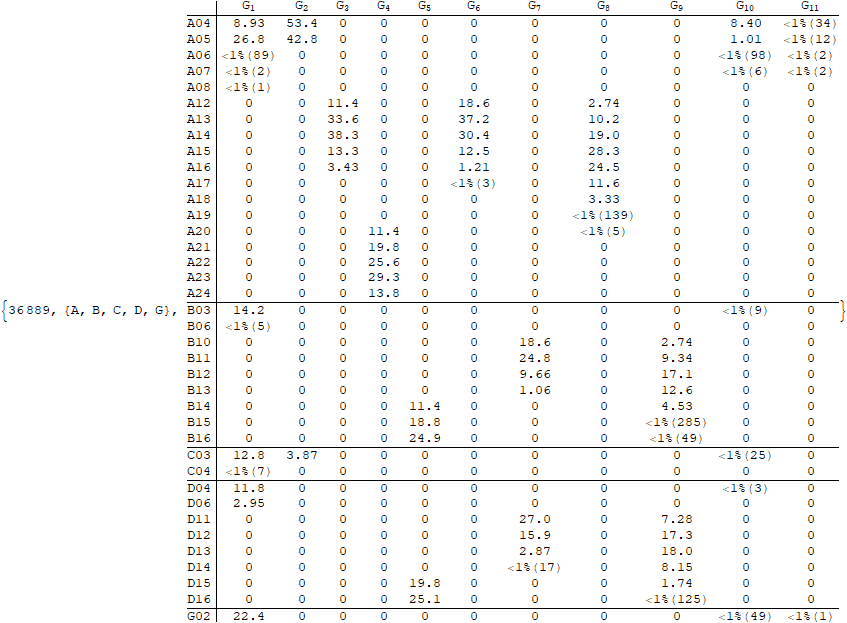 G1 G2 G3 G4 G5 G6 G7 G8 G9 G10 G11
A04 8.93 53.4 0 0 0 0 0 0 0 8.40 <1%(34)
A05 26.8 42.8 0 0 0 0 0 0 0 1.01 <1%(12)
A06 <1%(89) 0 0 0 0 0 0 0 0 <1%(98) <1%(2)
A07 <1%(2) 0 0 0 0 0 0 0 0 <1%(6) <1%(2)
A08 <1%(1) 0 0 0 0 0 0 0 0 0 0
A12 0 0 11.4 0 0 18.6 0 2.74 0 0 0
A13 0 0 33.6 0 0 37.2 0 10.2 0 0 0
A14 0 0 38.3 0 0 30.4 0 19.0 0 0 0
A15 0 0 13.3 0 0 12.5 0 28.3 0 0 0
A16 0 0 3.43 0 0 1.21 0 24.5 0 0 0
A17 0 0 0 0 0 <1%(3) 0 11.6 0 0 0
A18 0 0 0 0 0 0 0 3.33 0 0 0
A19 0 0 0 0 0 0 0 <1%(139) 0 0 0
A20 0 0 0 11.4 0 0 0 <1%(5) 0 0 0
A21 0 0 0 19.8 0 0 0 0 0 0 0
A22 0 0 0 25.6 0 0 0 0 0 0 0
A23 0 0 0 29.3 0 0 0 0 0 0 0
A24 0 0 0 13.8 0 0 0 0 0 0 0
{36889, {A, B, C, D, G}, B03 14.2 0 0 0 0 0 0 0 0 <1%(9) 0 }
B06 <1%(5) 0 0 0 0 0 0 0 0 0 0
B10 0 0 0 0 0 0 18.6 0 2.74 0 0
B11 0 0 0 0 0 0 24.8 0 9.34 0 0
B12 0 0 0 0 0 0 9.66 0 17.1 0 0
B13 0 0 0 0 0 0 1.06 0 12.6 0 0
B14 0 0 0 0 11.4 0 0 0 4.53 0 0
B15 0 0 0 0 18.8 0 0 0 <1%(285) 0 0
B16 0 0 0 0 24.9 0 0 0 <1%(49) 0 0
C03 12.8 3.87 0 0 0 0 0 0 0 <1%(25) 0
C04 <1%(7) 0 0 0 0 0 0 0 0 0 0
D04 11.8 0 0 0 0 0 0 0 0 <1%(3) 0
D06 2.95 0 0 0 0 0 0 0 0 0 0
D11 0 0 0 0 0 0 27.0 0 7.28 0 0
D12 0 0 0 0 0 0 15.9 0 17.3 0 0
D13 0 0 0 0 0 0 2.87 0 18.0 0 0
D14 0 0 0 0 0 0 <1%(17) 0 8.15 0 0
D15 0 0 0 0 19.8 0 0 0 1.74 0 0
D16 0 0 0 0 25.1 0 0 0 <1%(125) 0 0
G02 22.4 0 0 0 0 0 0 0 0 <1%(49) <1%(1)